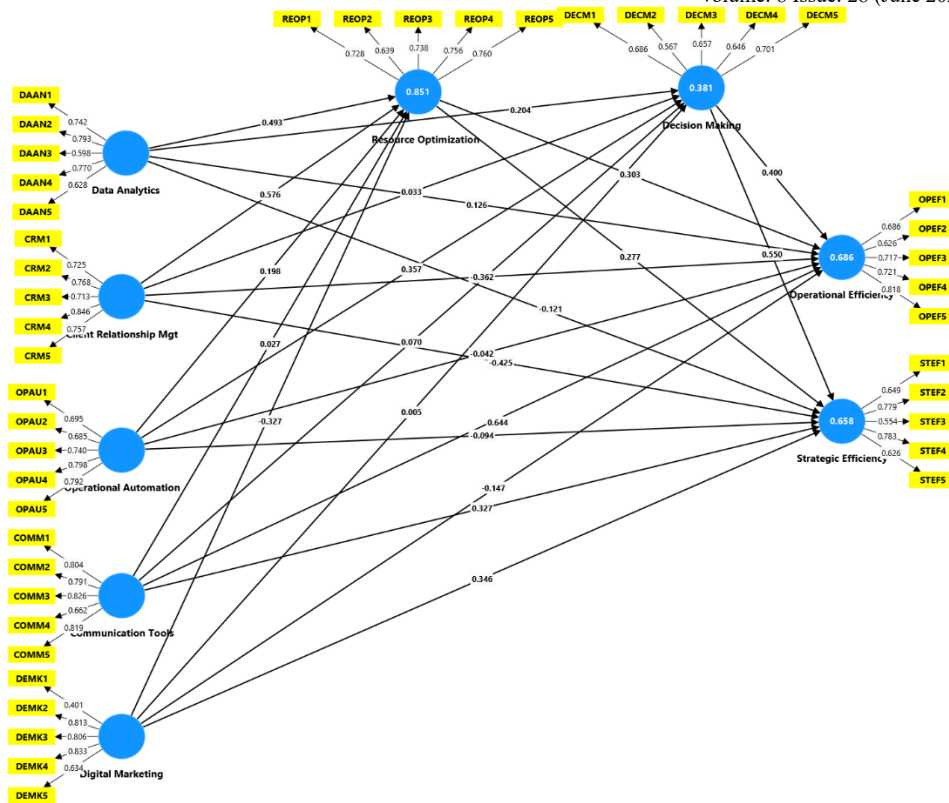 REOP1
REOP2
REOP3
REOP4
REOP5
DECM1
DECM2
DECM3
DECM4
DECM5
0.728
0.639
0.738
0.756
0.760
0.686
0.567
0.657
0.646
0.701
0.851
Resource Optimization
0.381
Decision Making
DAAN1
DAAN2
DAAN3
DAAN4
DAAN5
0.742
0.793
0.598
0.770
0.628
Data Analytics
CRM1
CRM2
CRM3
CRM4
CRM5
0.725
0.768
0.713
0.846
0.757
Client Relationship Mgt
OPAU1
OPAU2
OPAU3
OPAU4
OPAU5
0.695
0.685
0.740
0.798
0.792
Operational Automation
COMM1
COMM2
COMM3
COMM4
COMM5
0.804
0.791
0.826
0.662
0.819
Communication Tools
DEMK1
DEMK2
DEMK3
DEMK4
DEMK5
0.401
0.813
0.806
0.833
0.634
Digital Marketing
0.493
0.204
0.576
0.033
0.126
0.303
0.400
0.198
0.357
-0.362
0.277
0.550
-0.121
0.027
0.070
-0.042
-0.425
-0.327
0.005
0.644
-0.094
-0.147
0.327
0.346
0.686
Operational Efficiency
OPEF1
OPEF2
OPEF3
OPEF4
OPEF5
0.686
0.626
0.717
0.721
0.818
0.658
Strategic Efficiency
STEF1
STEF2
STEF3
STEF4
STEF5
0.649
0.779
0.554
0.783
0.626